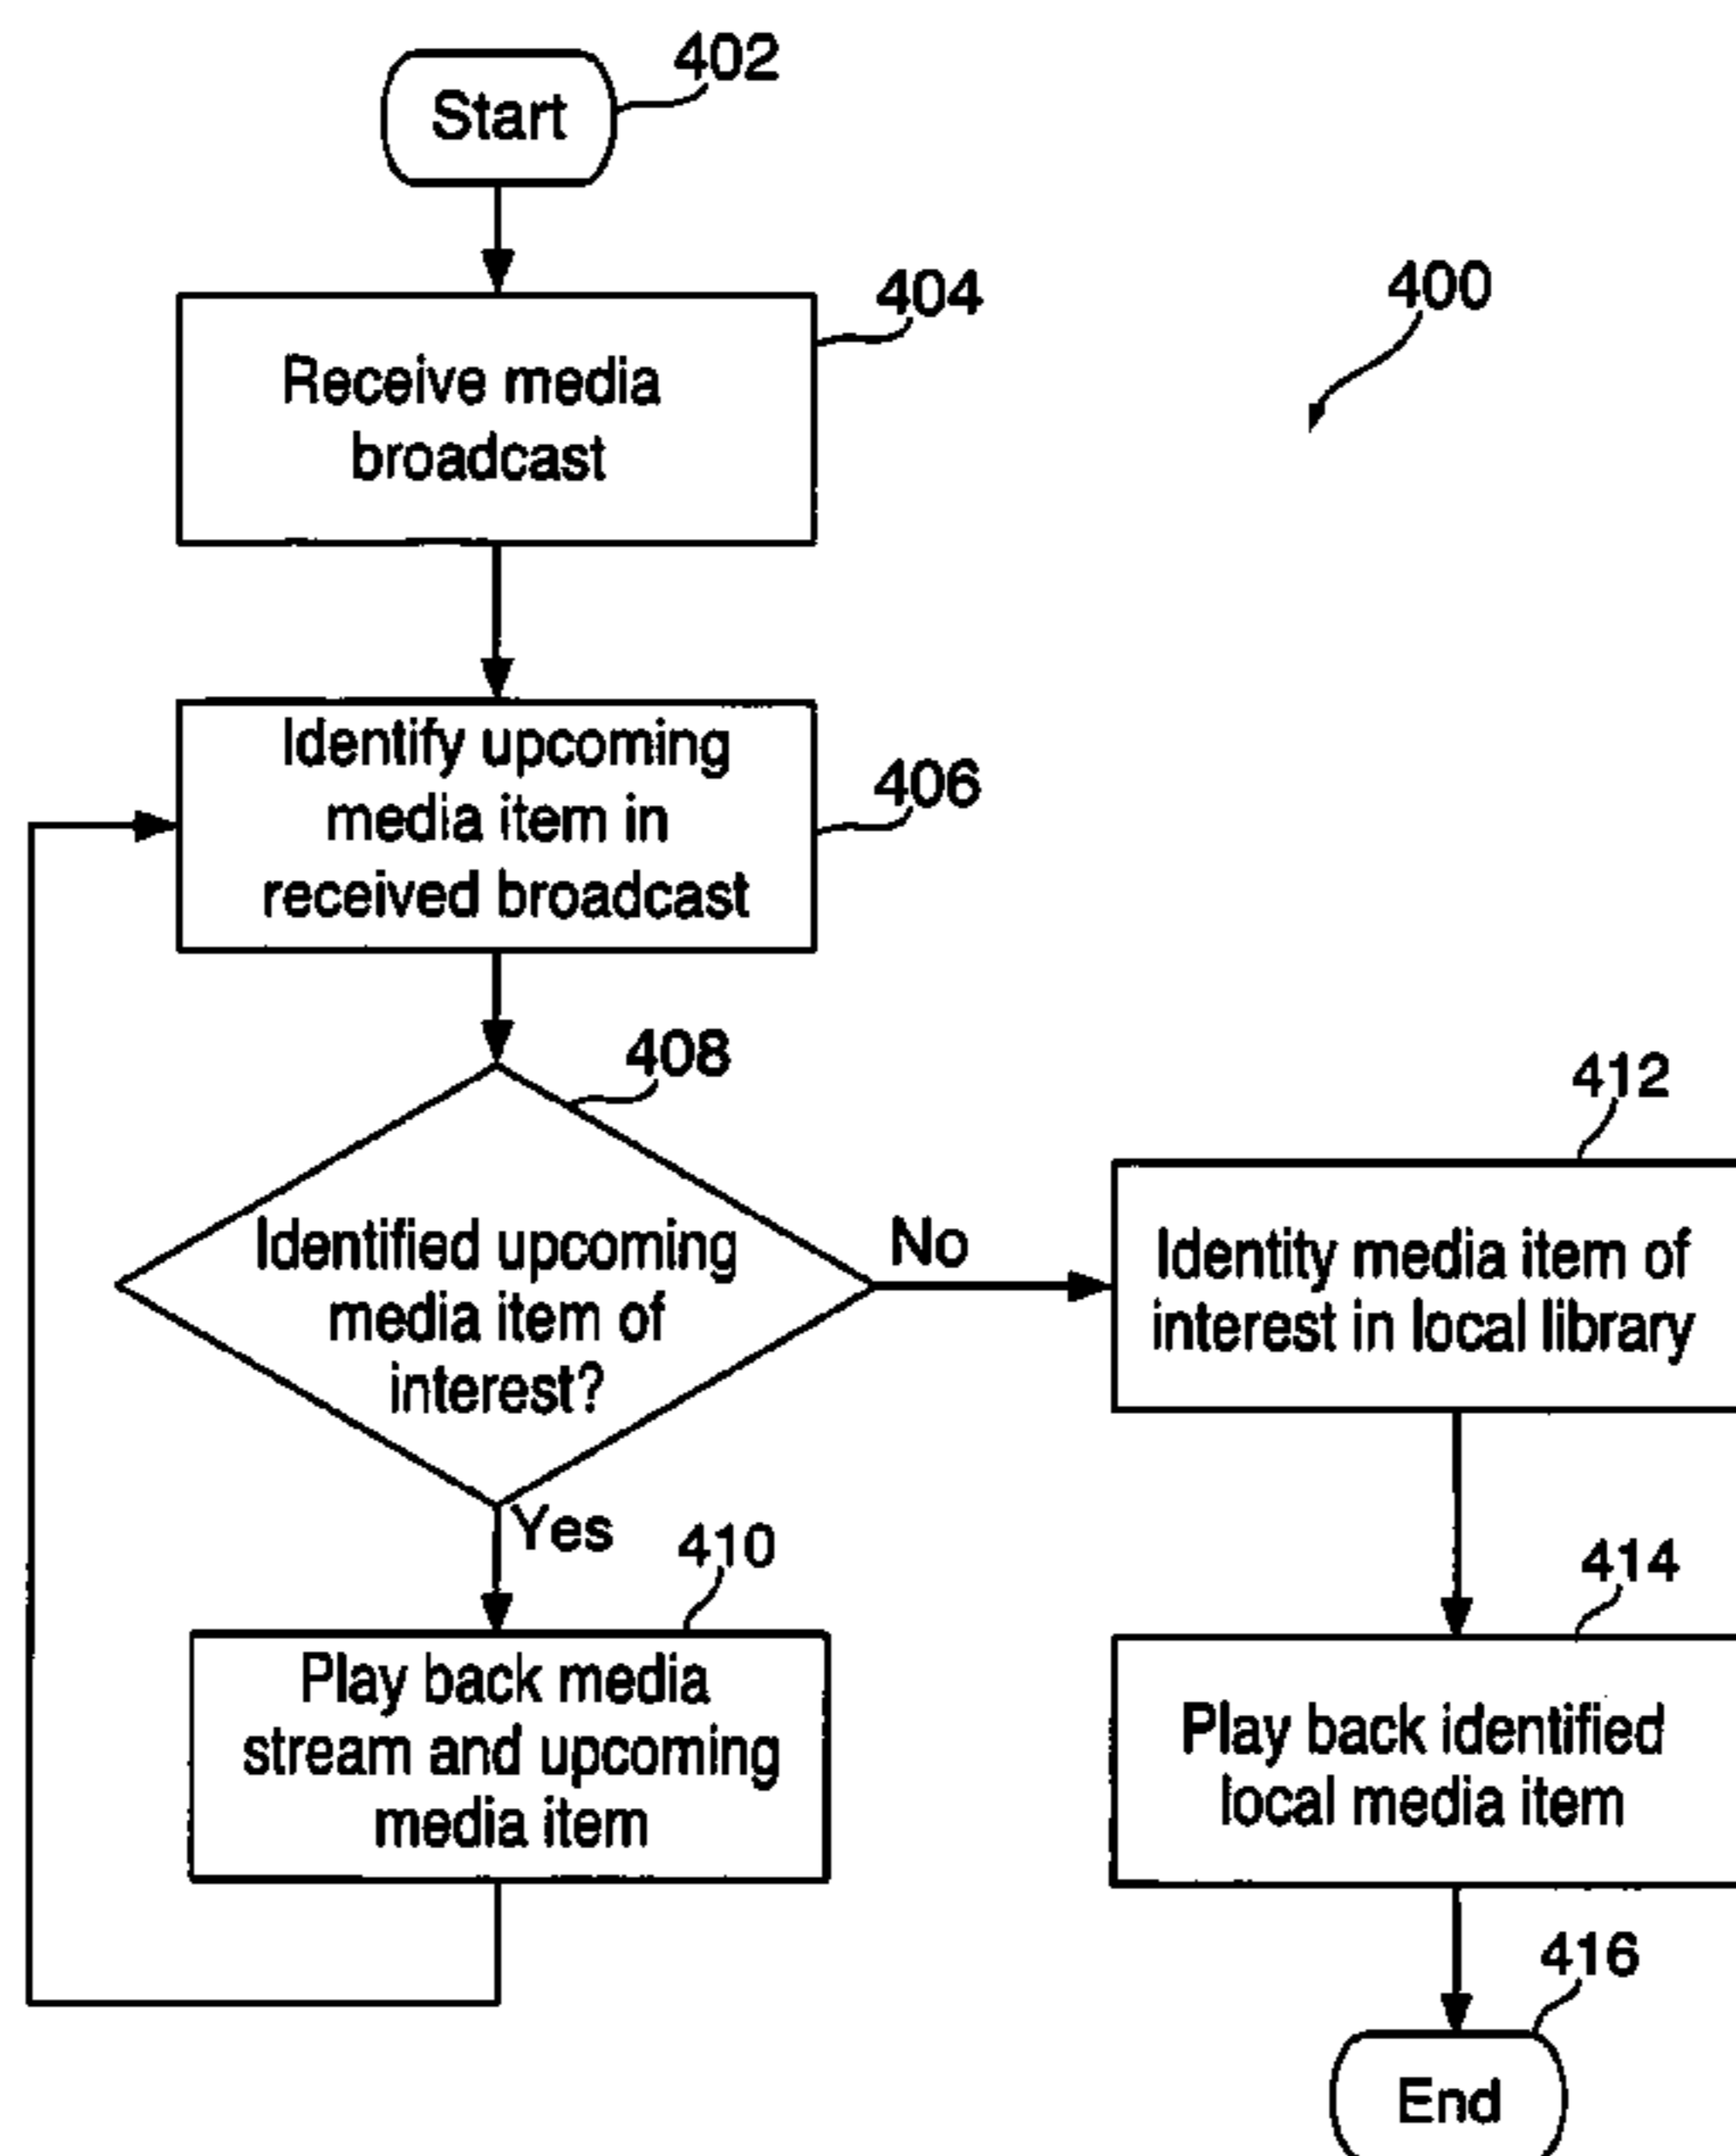 402
Start
404
Receive media
broadcast
400
Identify upcoming
media item in
received broadcast
406
408
Identified upcoming
media item of
interest?
No
412
Identity media item of
interest in local library
Yes
410
Play back media
stream and upcoming
media item
414
Play back identified
local media item
416
End